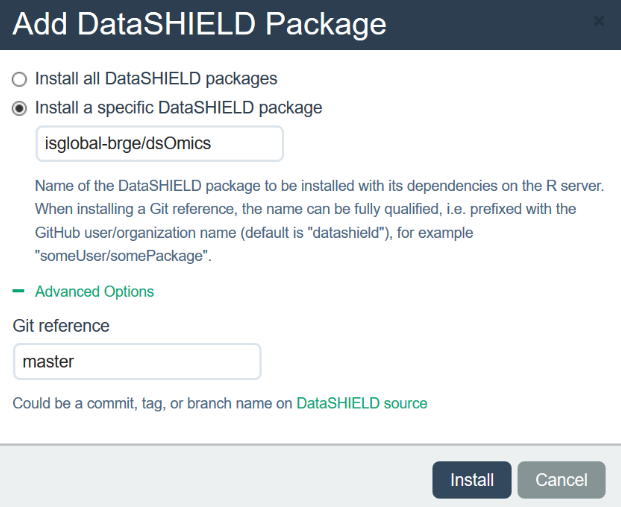 Add DataSHIELD Package
×
Install all DataSHIELD packages
Install a specific DataSHIELD package
isglobal-brge/dsOmics
Name of the DataSHIELD package to be installed with its dependencies on the R server.
When installing a Git reference, the name can be fully qualified, i.e. prefixed with the
GitHub user/organization name (default is "datashield"), for example
"someUser/somePackage".
Advanced Options
Git reference
master
Could be a commit, tag, or branch name on DataSHIELD source
Install Cancel